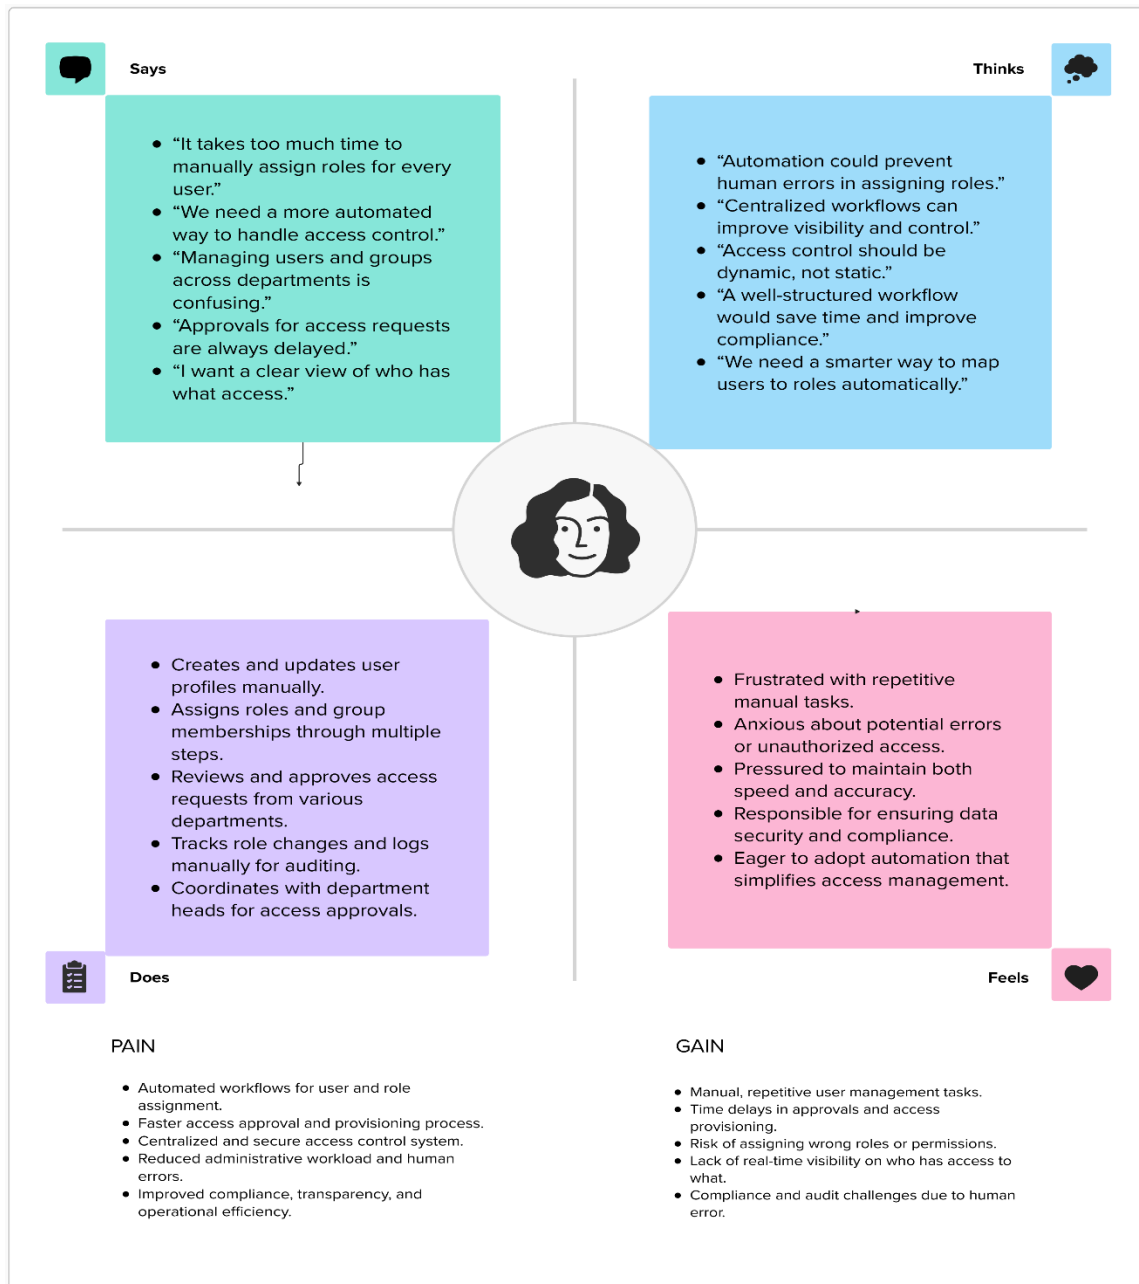 Says
• “It takes too much time to
manually assign roles for every
user.”
• “We need a more automated
way to handle access control.”
• “Managing users and groups
across departments is
confusing.”
• “Approvals for access requests
are always delayed.”
• “I want a clear view of who has
what access.”
Thinks
• “Automation could prevent
human errors in assigning roles.”
• “Centralized workflows can
improve visibility and control.”
• “Access control should be
dynamic, not static.”
• “A well-structured workflow
would save time and improve
compliance.”
• “We need a smarter way to map
users to roles automatically.”
• Creates and updates user
profiles manually.
• Assigns roles and group
memberships through multiple
steps.
• Reviews and approves access
requests from various
departments.
• Tracks role changes and logs
manually for auditing.
• Coordinates with department
heads for access approvals.
Does
• Frustrated with repetitive
manual tasks.
• Anxious about potential errors
or unauthorized access.
• Pressured to maintain both
speed and accuracy.
• Responsible for ensuring data
security and compliance.
• Eager to adopt automation that
simplifies access management.
Feels
PAIN
• Automated workflows for user and role
assignment.
• Faster access approval and provisioning process.
• Centralized and secure access control system.
• Reduced administrative workload and human
errors.
• Improved compliance, transparency, and
operational efficiency.
GAIN
• Manual, repetitive user management tasks.
• Time delays in approvals and access
provisioning.
• Risk of assigning wrong roles or permissions.
• Lack of real-time visibility on who has access to
what.
• Compliance and audit challenges due to human
error.